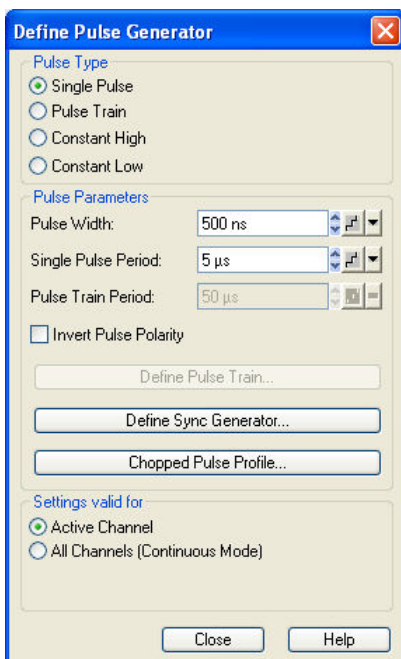 Define Pulse Generator
Pulse Type
Single Pulse
Pulse Train
Constant High
Constant Low
Pulse Parameters
Pulse Width: 500 ns
Single Pulse Period: 5 µs
Pulse Train Period: 50 µs
Invert Pulse Polarity
Define Pulse Train...
Define Sync Generator...
Chopped Pulse Profile...
Settings valid for
Active Channel
All Channels (Continuous Mode)
Close Help